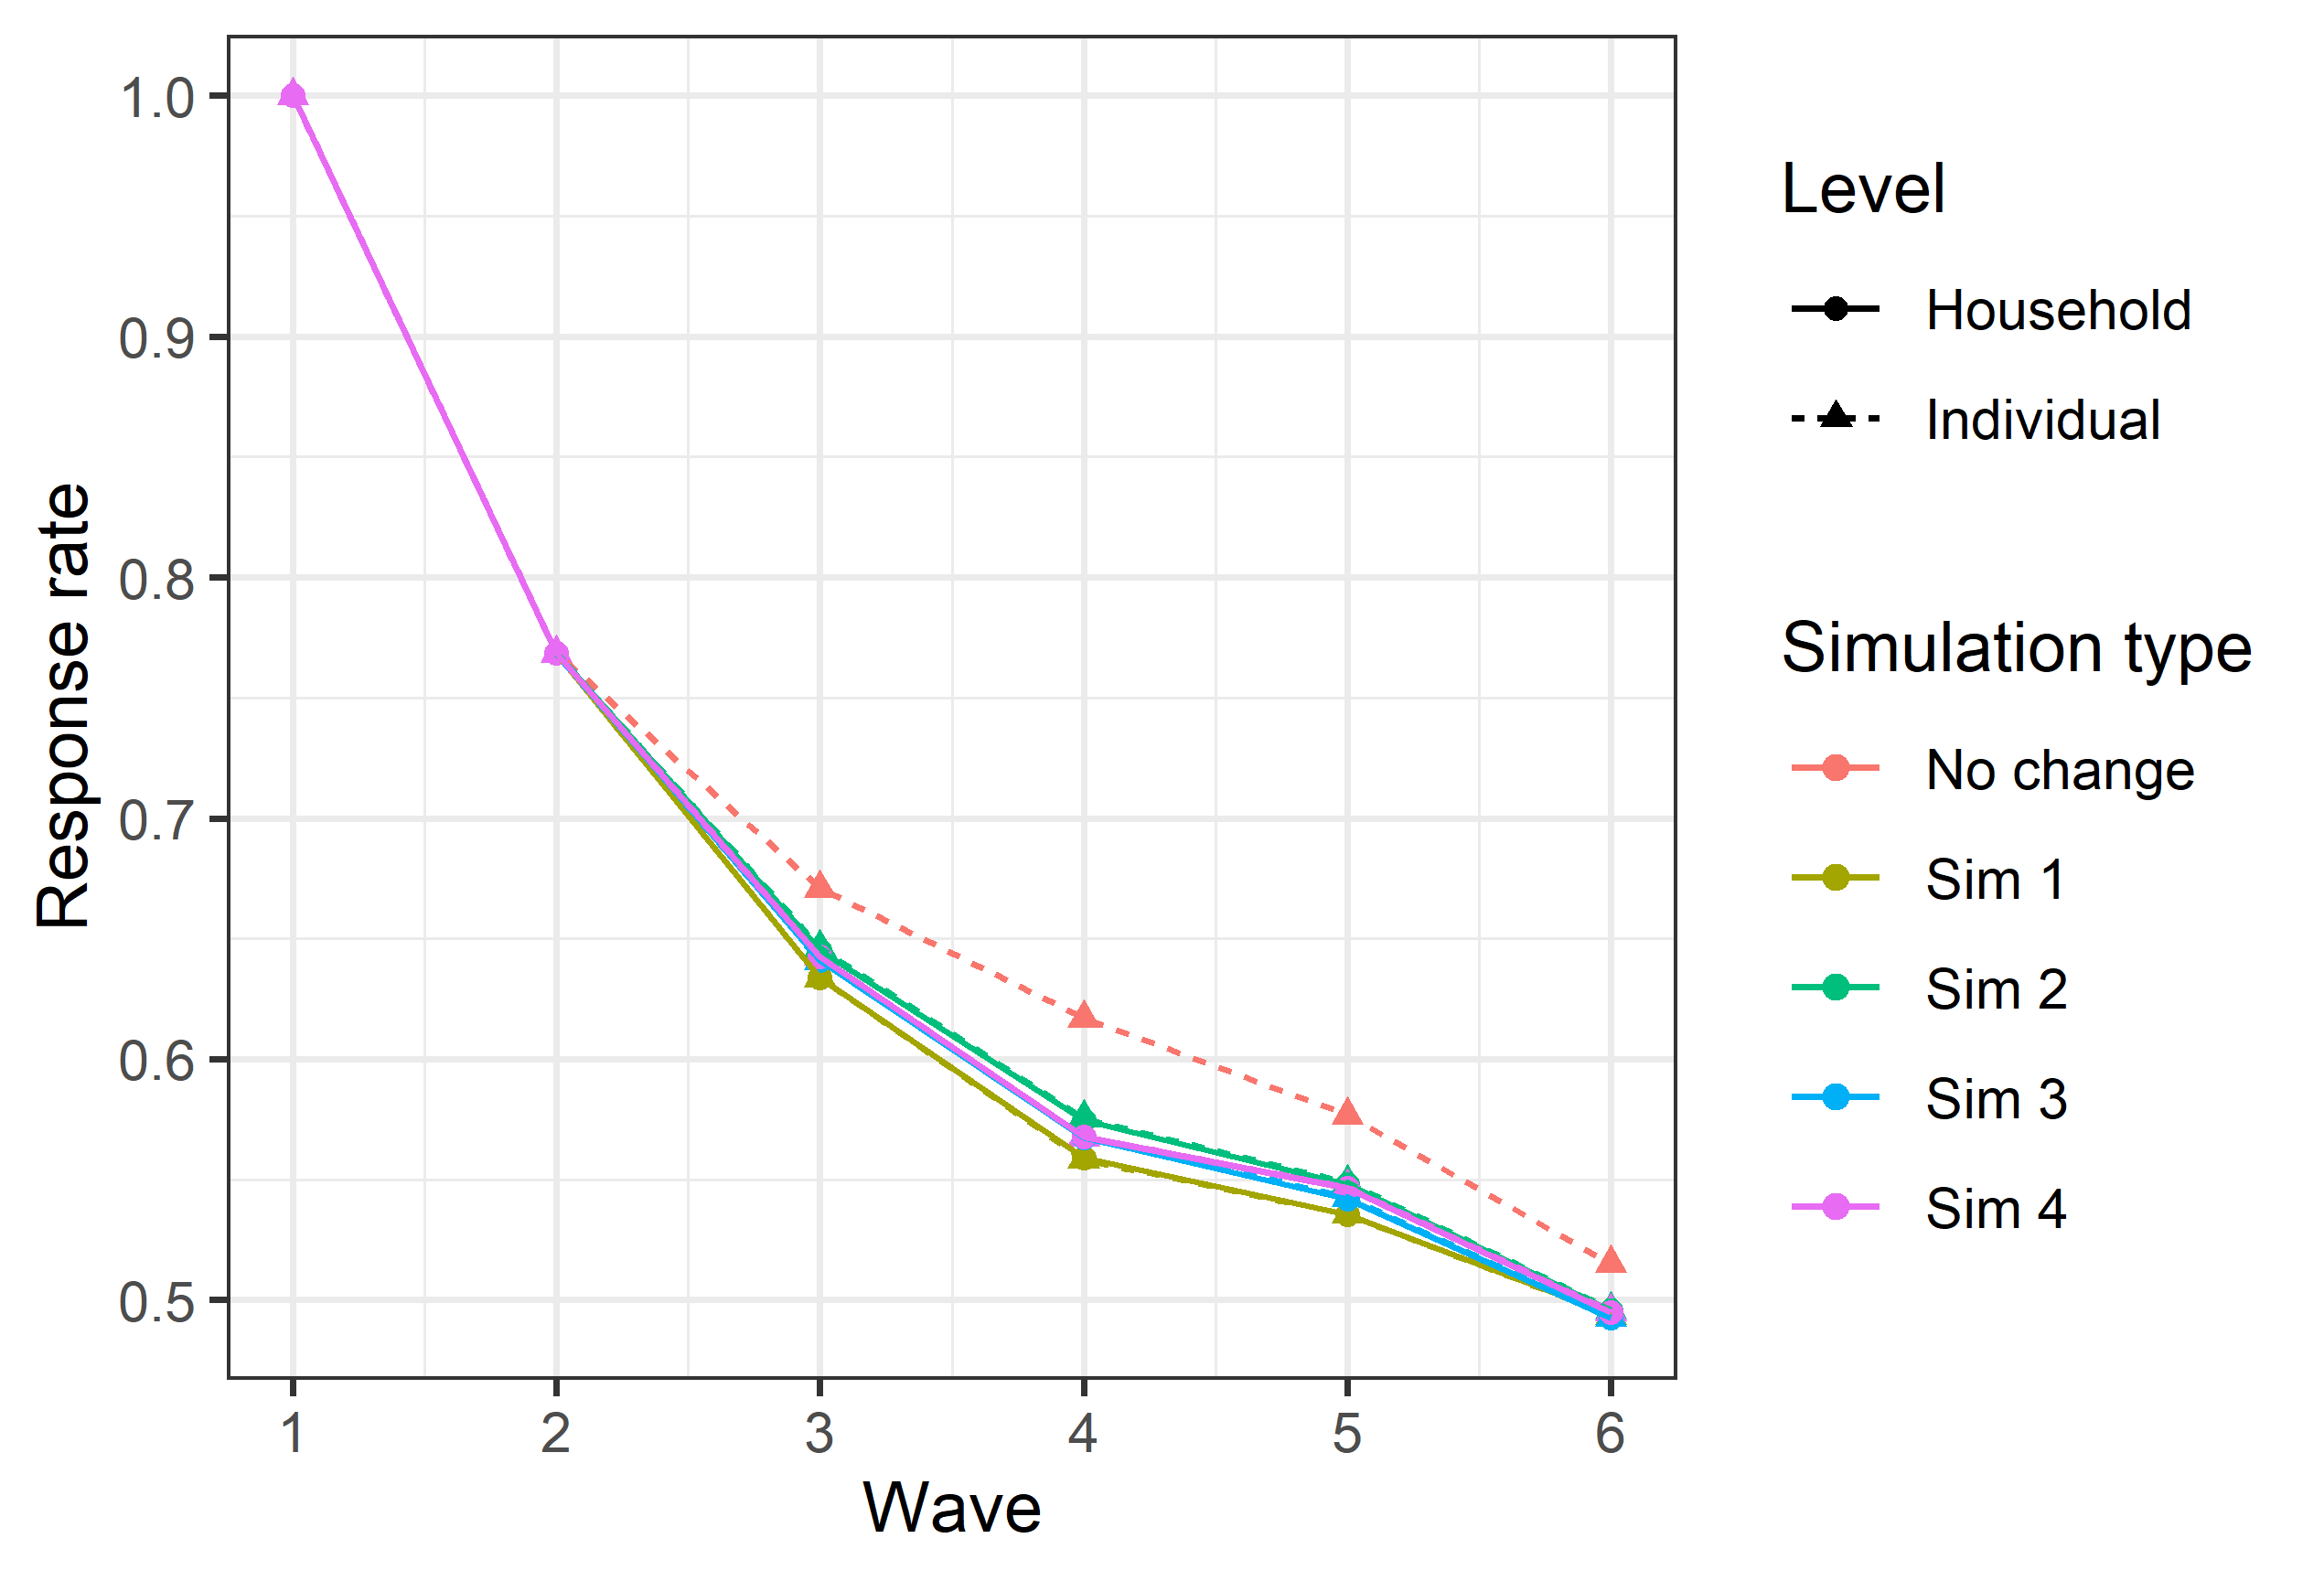 1.0
0.9
0.8
0.7
0.6
0.5
Response rate
1 2 3 4 5 6
Wave
Level
Household
Individual
Simulation type
No change
Sim 1
Sim 2
Sim 3
Sim 4